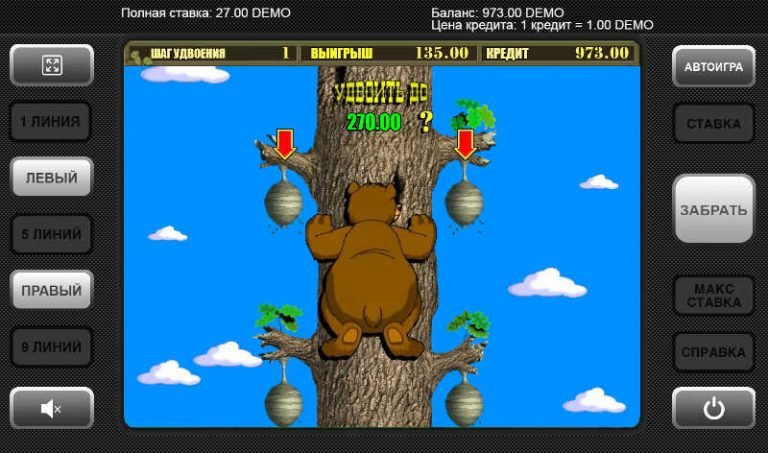 Полная ставка: 27.00 DEMO
Баланс: 973.00 DEMO
Цена кредита: 1 кредит = 1.00 DEMO
ШАГ УДВОЕНИЯ 1 ВЫИГРЫШ 135.00 КРЕДИТ 973.00
УДВОИТЬ ДО
270.00 ?
1 ЛИНИЯ
ЛЕВЫЙ
5 ЛИНИЙ
ПРАВЫЙ
9 ЛИНИЙ
АВТОИГРА
СТАВКА
ЗАБРАТЬ
МАКС
СТАВКА
СПРАВКА